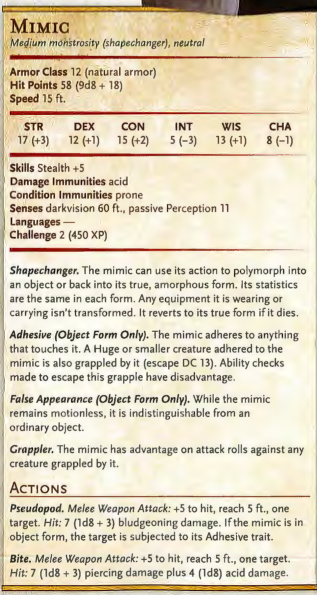 MIMIC
Medium monstrosity (shapechanger), neutral
Armor Class 12 (natural armor)
Hit Points 58 (9d8 + 18)
Speed 15 ft.
STR DEX CON INT WIS CHA
17 (+3) 12 (+1) 15 (+2) 5 (−3) 13 (+1) 8 (−1)
Skills Stealth +5
Damage Immunities acid
Condition Immunities prone
Senses darkvision 60 ft., passive Perception 11
Languages —
Challenge 2 (450 XP)
Shapechanger. The mimic can use its action to polymorph into
an object or back into its true, amorphous form. Its statistics
are the same in each form. Any equipment it is wearing or
carrying isn't transformed. It reverts to its true form if it dies.
Adhesive (Object Form Only). The mimic adheres to anything
that touches it. A Huge or smaller creature adhered to the
mimic is also grappled by it (escape DC 13). Ability checks
made to escape this grapple have disadvantage.
False Appearance (Object Form Only). While the mimic
remains motionless, it is indistinguishable from an
ordinary object.
Grappler. The mimic has advantage on attack rolls against any
creature grappled by it.
ACTIONS
Pseudopod. Melee Weapon Attack: +5 to hit, reach 5 ft., one
target. Hit: 7 (1d8 + 3) bludgeoning damage. If the mimic is in
object form, the target is subjected to its Adhesive trait.
Bite. Melee Weapon Attack: +5 to hit, reach 5 ft., one target.
Hit: 7 (1d8 + 3) piercing damage plus 4 (1d8) acid damage.